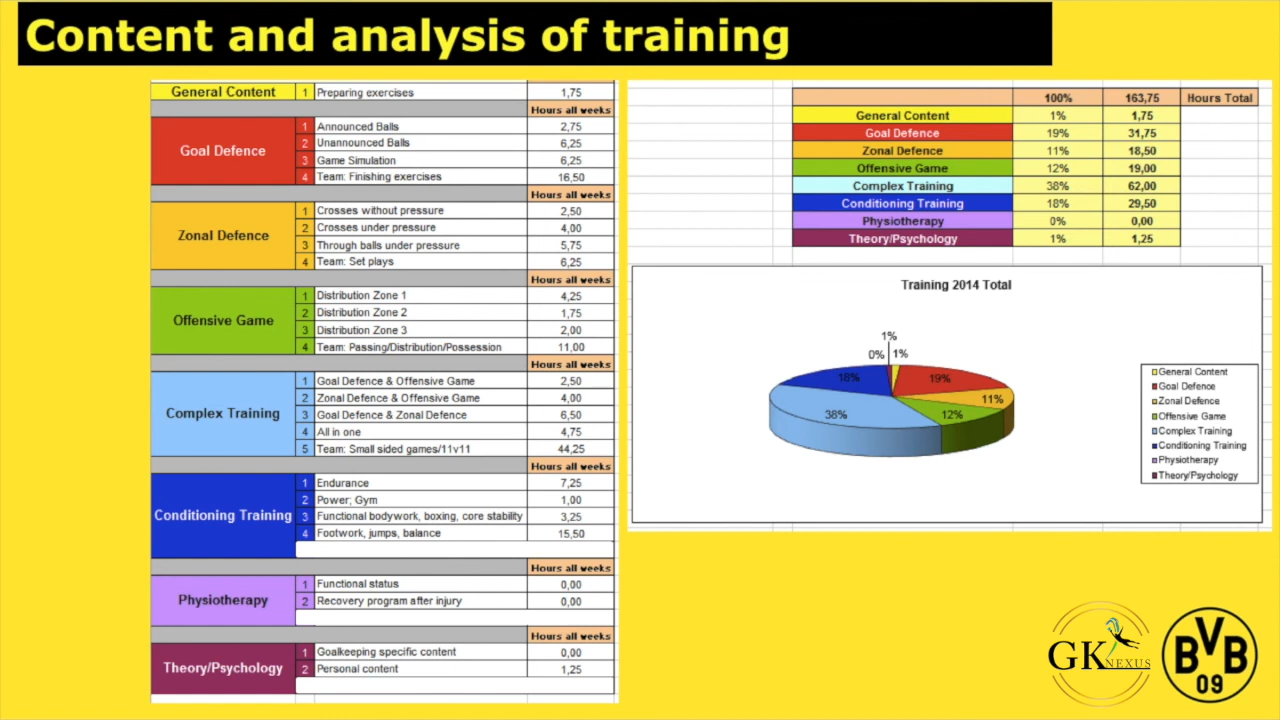 Content and analysis of training
General Content 1 Preparing exercises 1,75
Hours all weeks
Goal Defence
1 Announced Balls 2,75
2 Unannounced Balls 6,25
3 Game Simulation 6,25
4 Team: Finishing exercises 16,50
Hours all weeks
Zonal Defence
1 Crosses without pressure 2,50
2 Crosses under pressure 4,00
3 Through balls under pressure 5,75
4 Team: Set plays 6,25
Hours all weeks
Offensive Game
1 Distribution Zone 1 4,25
2 Distribution Zone 2 1,75
3 Distribution Zone 3 2,00
4 Team: Passing/Distribution/Possession 11,00
Hours all weeks
Complex Training
1 Goal Defence & Offensive Game 2,50
2 Zonal Defence & Offensive Game 4,00
3 Goal Defence & Zonal Defence 6,50
4 All in one 4,75
5 Team: Small sided games/11v11 44,25
Hours all weeks
Conditioning Training
1 Endurance 7,25
2 Power; Gym 1,00
3 Functional bodywork, boxing, core stability 3,25
4 Footwork, jumps, balance 15,50
Hours all weeks
Physiotherapy
1 Functional status 0,00
2 Recovery program after injury 0,00
Hours all weeks
Theory/Psychology
1 Goalkeeping specific content 0,00
2 Personal content 1,25
100% 163,75 Hours Total
General Content 1% 1,75
Goal Defence 19% 31,75
Zonal Defence 11% 18,50
Offensive Game 12% 19,00
Complex Training 38% 62,00
Conditioning Training 18% 29,50
Physiotherapy 0% 0,00
Theory/Psychology 1% 1,25
Training 2014 Total
1%
0% 1%
18% 19%
11%
38% 12%
General Content
Goal Defence
Zonal Defence
Offensive Game
Complex Training
Conditioning Training
Physiotherapy
Theory/Psychology
GK NEXUS
BVB
09